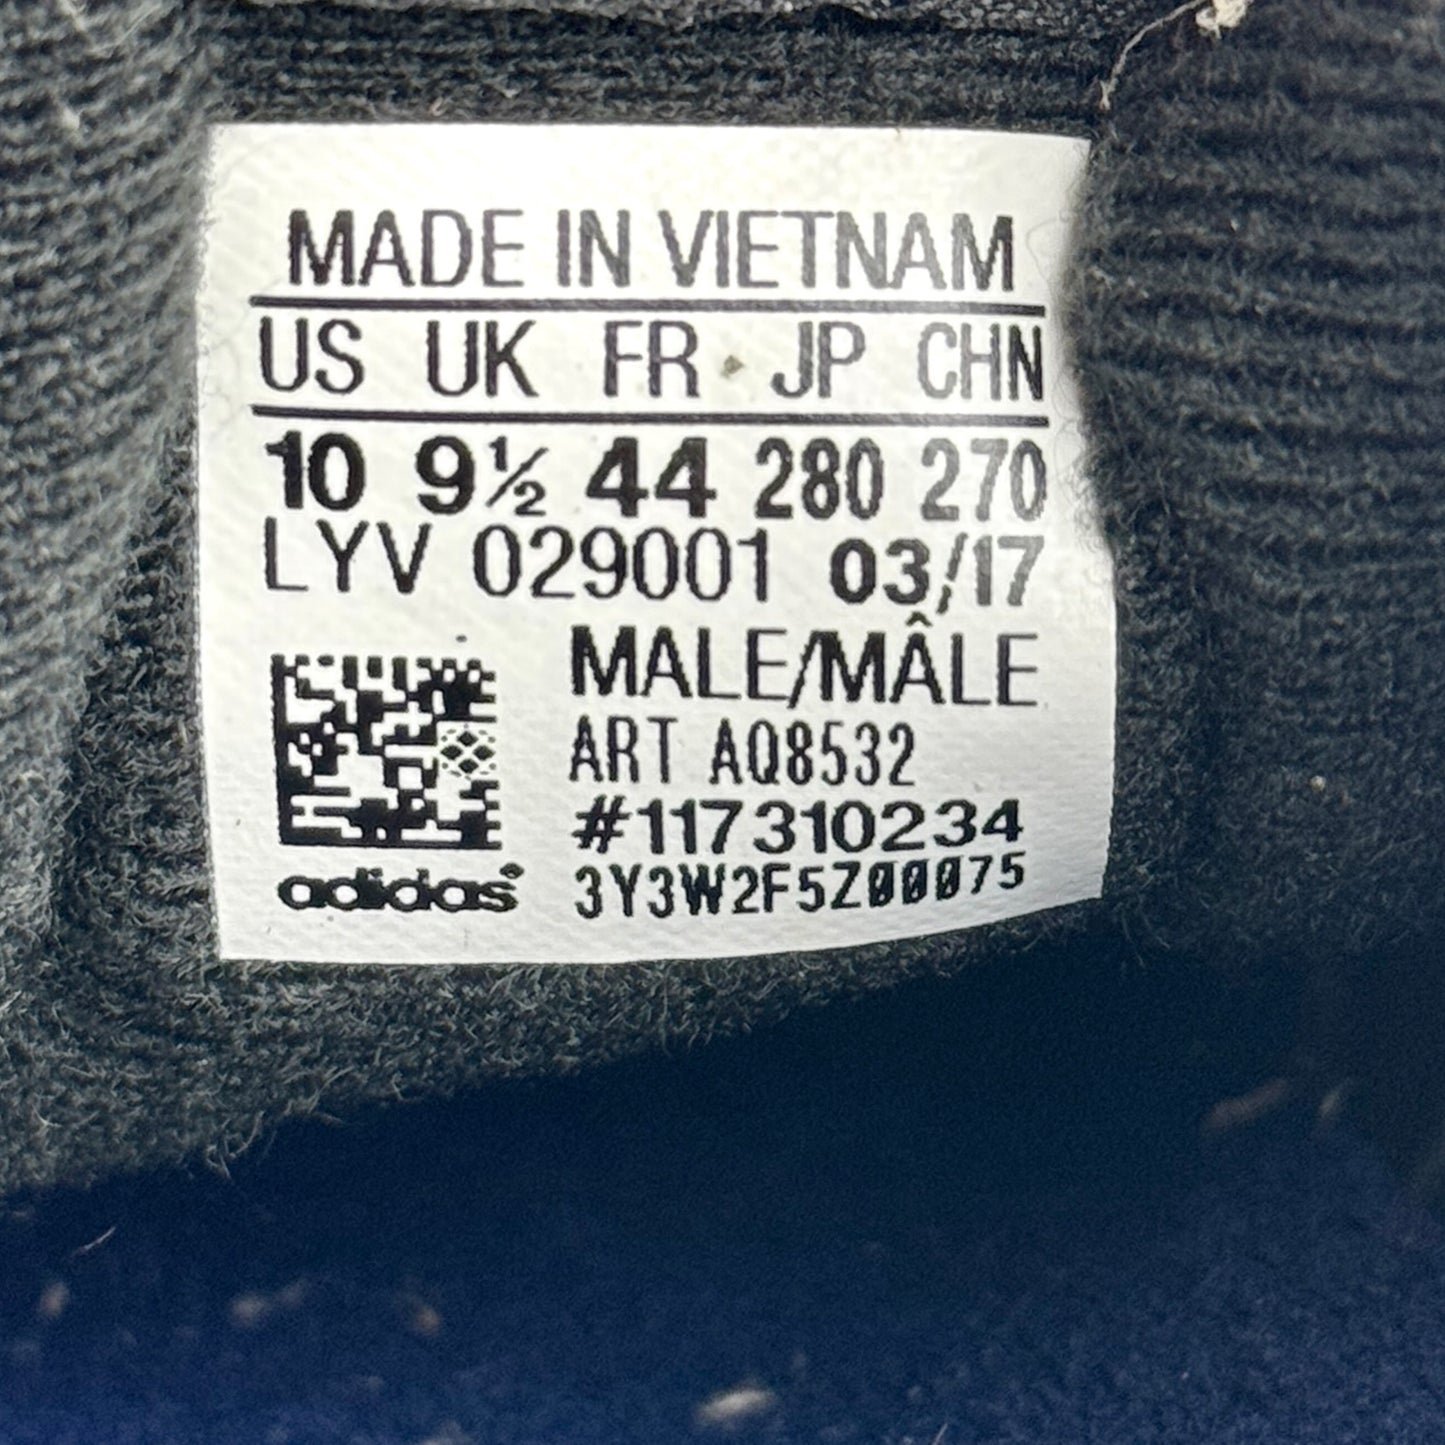 MADE IN VIETNAM
US UK FR JP CHN
10 9½ 44 280 270
LYV 029001 03/17
MALE/MÂLE
ART AQ8532
#117310234
adidas® 3Y3W2F5Z00075